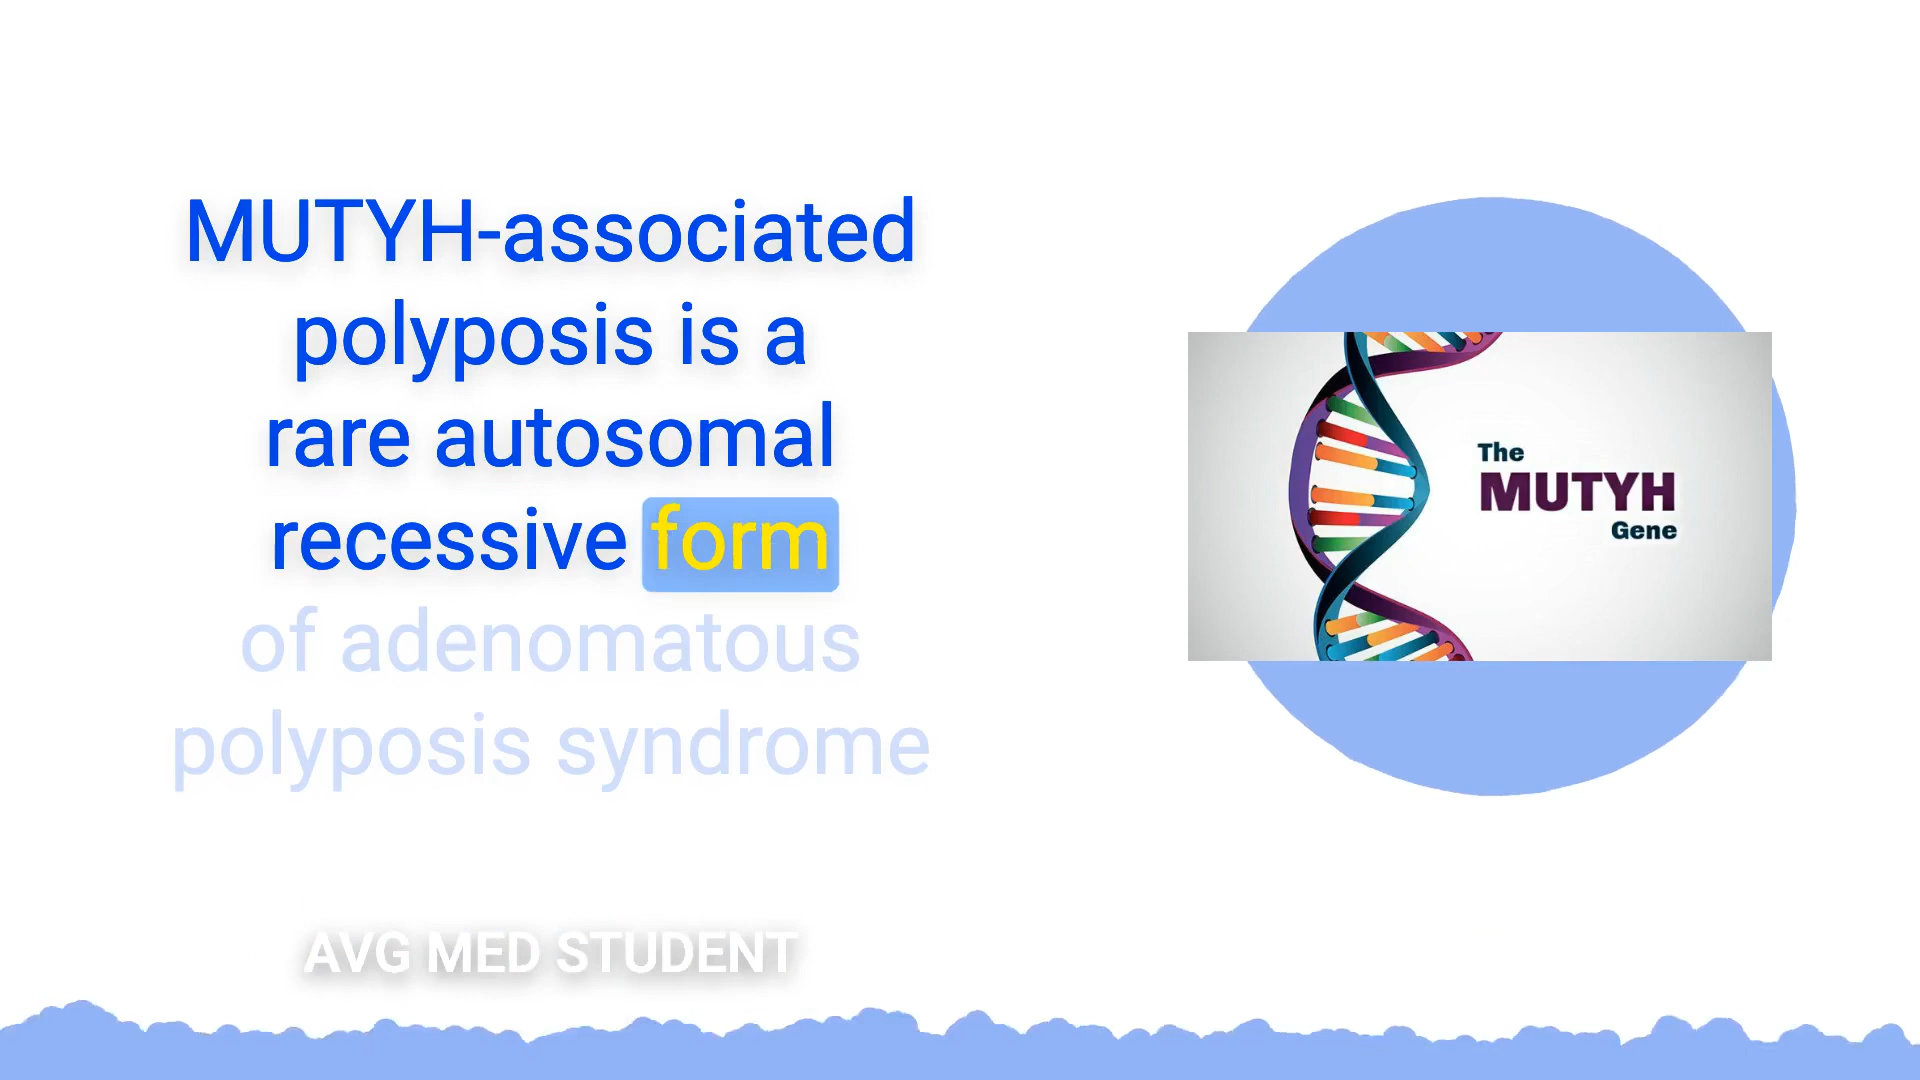 MUTYH-associated
polyposis is a
rare autosomal
recessive form
of adenomatous
polyposis syndrome
The
MUTYH
Gene
AVG MED STUDENT